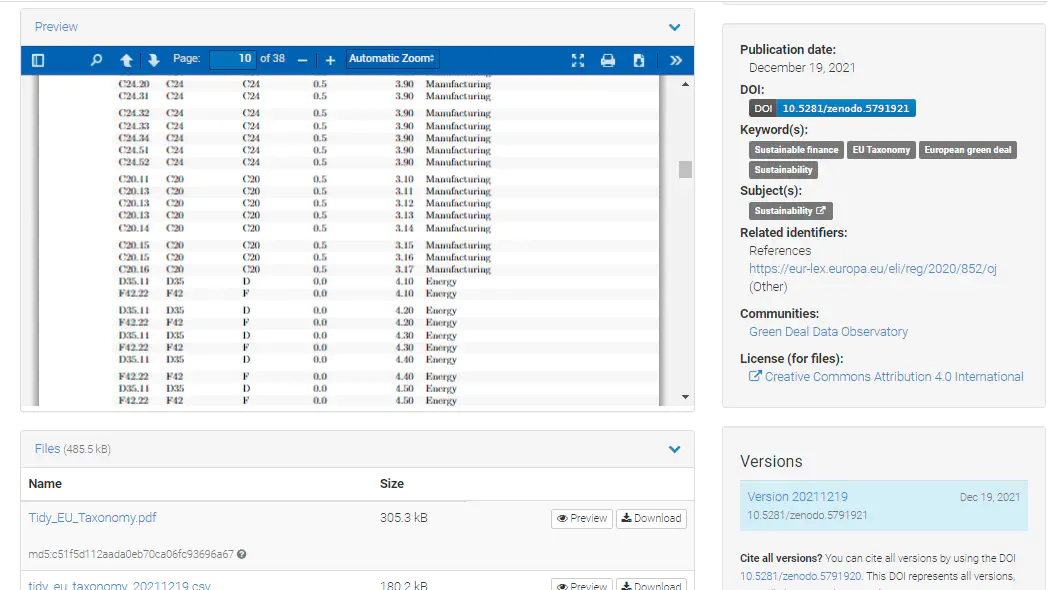 Preview
Page: 10 of 38 Automatic Zoom
C24.20 C24 C24 0.5 3.90 Manufacturing
C24.31 C24 C24 0.5 3.90 Manufacturing
C24.32 C24 C24 0.5 3.90 Manufacturing
C24.33 C24 C24 0.5 3.90 Manufacturing
C24.34 C24 C24 0.5 3.90 Manufacturing
C24.51 C24 C24 0.5 3.90 Manufacturing
C24.52 C24 C24 0.5 3.90 Manufacturing
C20.11 C20 C20 0.5 3.10 Manufacturing
C20.13 C20 C20 0.5 3.11 Manufacturing
C20.13 C20 C20 0.5 3.12 Manufacturing
C20.13 C20 C20 0.5 3.13 Manufacturing
C20.14 C20 C20 0.5 3.14 Manufacturing
C20.15 C20 C20 0.5 3.15 Manufacturing
C20.15 C20 C20 0.5 3.16 Manufacturing
C20.16 C20 C20 0.5 3.17 Manufacturing
D35.11 D35 D 0.0 4.10 Energy
F42.22 F42 F 0.0 4.10 Energy
D35.11 D35 D 0.0 4.20 Energy
F42.22 F42 F 0.0 4.20 Energy
D35.11 D35 D 0.0 4.30 Energy
F42.22 F42 F 0.0 4.30 Energy
D35.11 D35 D 0.0 4.40 Energy
F42.22 F42 F 0.0 4.40 Energy
D35.11 D35 D 0.0 4.50 Energy
F42.22 F42 F 0.0 4.50 Energy
Files (485.5 kB)
Name Size
Tidy_EU_Taxonomy.pdf 305.3 kB Preview Download
md5:c51f5d112aada0eb70ca06fc93696a67
tidy_eu_taxonomy_20211219.csv 180.2 kB Preview Download
Publication date:
December 19, 2021
DOI:
DOI 10.5281/zenodo.5791921
Keyword(s):
Sustainable finance EU Taxonomy European green deal
Sustainability
Subject(s):
Sustainability
Related identifiers:
References
https://eur-lex.europa.eu/eli/reg/2020/852/oj
(Other)
Communities:
Green Deal Data Observatory
License (for files):
Creative Commons Attribution 4.0 International
Versions
Version 20211219 Dec 19, 2021
10.5281/zenodo.5791921
Cite all versions? You can cite all versions by using the DOI
10.5281/zenodo.5791920. This DOI represents all versions,